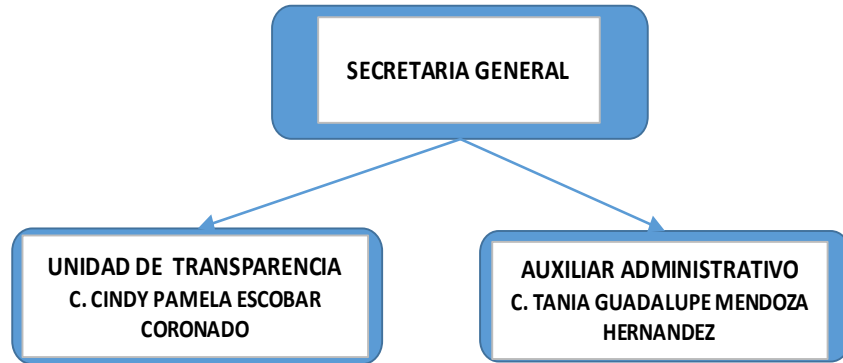 SECRETARIA GENERAL
UNIDAD DE TRANSPARENCIA
C. CINDY PAMELA ESCOBAR
CORONADO
AUXILIAR ADMINISTRATIVO
C. TANIA GUADALUPE MENDOZA
HERNANDEZ